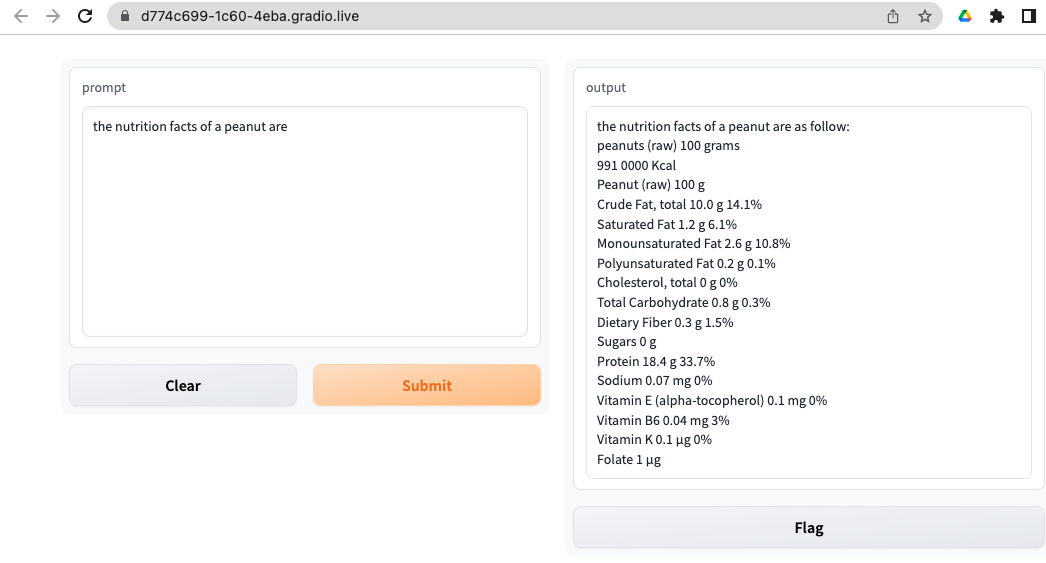 d774c699-1c60-4eba.gradio.live
prompt
the nutrition facts of a peanut are
Clear
Submit
output
the nutrition facts of a peanut are as follow:
peanuts (raw) 100 grams
991 0000 Kcal
Peanut (raw) 100 g
Crude Fat, total 10.0 g 14.1%
Saturated Fat 1.2 g 6.1%
Monounsaturated Fat 2.6 g 10.8%
Polyunsaturated Fat 0.2 g 0.1%
Cholesterol, total 0 g 0%
Total Carbohydrate 0.8 g 0.3%
Dietary Fiber 0.3 g 1.5%
Sugars 0 g
Protein 18.4 g 33.7%
Sodium 0.07 mg 0%
Vitamin E (alpha-tocopherol) 0.1 mg 0%
Vitamin B6 0.04 mg 3%
Vitamin K 0.1 µg 0%
Folate 1 µg
Flag